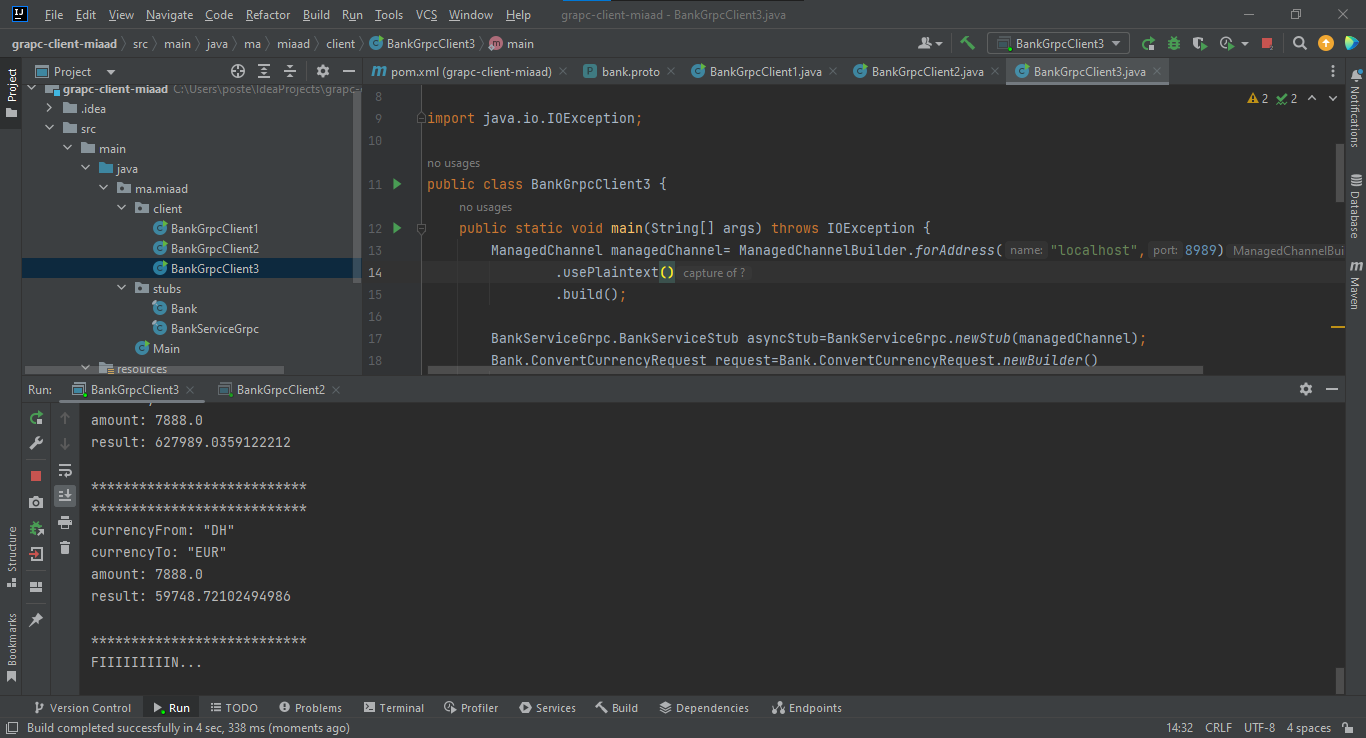 File Edit View Navigate Code Refactor Build Run Tools VCS Window Help grapc-client-miaad - BankGrpcClient3.java
grapc-client-miaad src main java ma miaad client BankGrpcClient3 main
BankGrpcClient3
Project
pom.xml (grapc-client-miaad) bank.proto BankGrpcClient1.java BankGrpcClient2.java BankGrpcClient3.java
grapc-client-miaad C:\Users\poste\IdeaProjects\grapc-
.idea
src
main
java
ma.miaad
client
BankGrpcClient1
BankGrpcClient2
BankGrpcClient3
stubs
Bank
BankServiceGrpc
Main
resources
2 2
8
9 import java.io.IOException;
10
no usages
11 public class BankGrpcClient3 {
no usages
12 public static void main(String[] args) throws IOException {
13 ManagedChannel managedChannel= ManagedChannelBuilder.forAddress( name: "localhost", port: 8989) ManagedChannelBui
14 .usePlaintext() capture of ?
15 .build();
16
17 BankServiceGrpc.BankServiceStub asyncStub=BankServiceGrpc.newStub(managedChannel);
18 Bank.ConvertCurrencyRequest request=Bank.ConvertCurrencyRequest.newBuilder()
Run: BankGrpcClient3 BankGrpcClient2
amount: 7888.0
result: 627989.0359122212
***************************
***************************
currencyFrom: "DH"
currencyTo: "EUR"
amount: 7888.0
result: 59748.72102494986
***************************
FIIIIIIIIIN...
Project
Structure
Bookmarks
Notifications
Database
Maven
Version Control Run TODO Problems Terminal Profiler Services Build Dependencies Endpoints
Build completed successfully in 4 sec, 338 ms (moments ago) 14:32 CRLF UTF-8 4 spaces